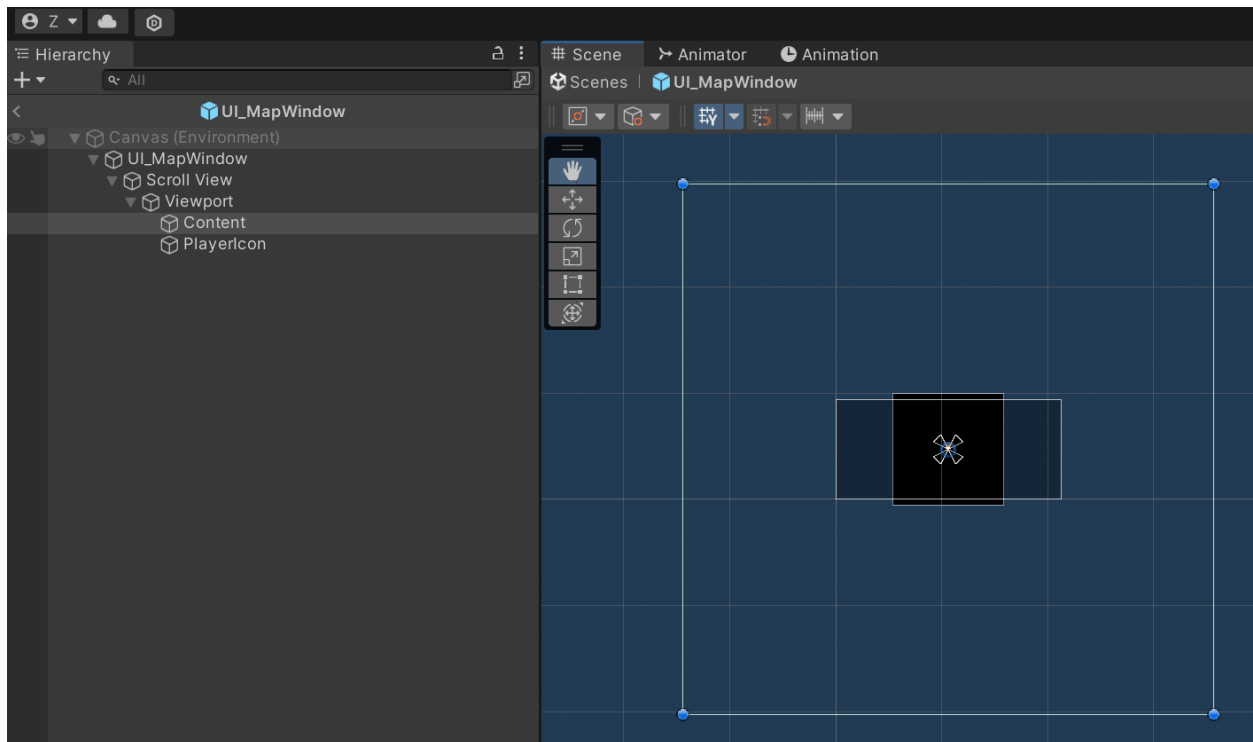 Z
Hierarchy
All
UI_MapWindow
Canvas (Environment)
UI_MapWindow
Scroll View
Viewport
Content
PlayerIcon
Scene Animator Animation
Scenes UI_MapWindow
Y